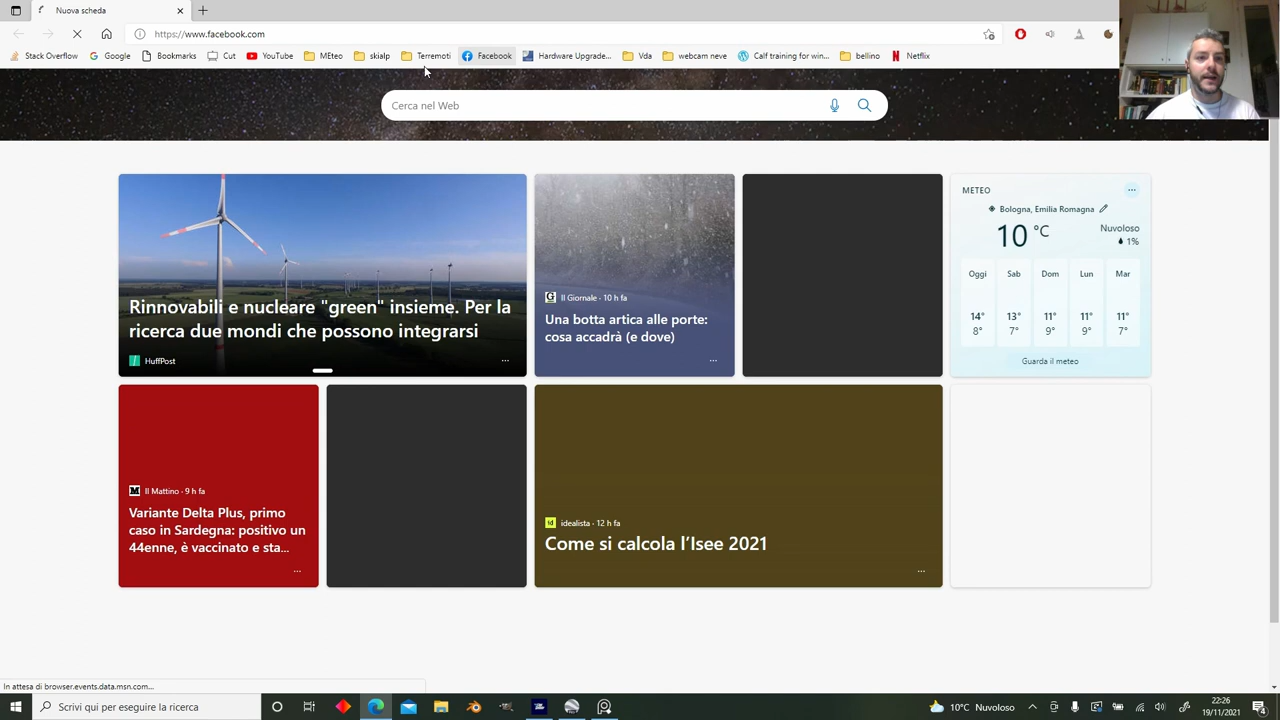 Nuova scheda
https://www.facebook.com
Stack Overflow Google Bookmarks Cut YouTube MEteo skialp Terremoti Facebook Hardware Upgrade... Vda webcam neve Calf training for win... bellino Netflix
Cerca nel Web
Rinnovabili e nucleare "green" insieme. Per la
ricerca due mondi che possono integrarsi
HuffPost
Il Giornale · 10 h fa
Una botta artica alle porte:
cosa accadrà (e dove)
METEO
Bologna, Emilia Romagna
10 °C
Nuvoloso
1%
Oggi Sab Dom Lun Mar
14° 13° 11° 11° 11°
8° 7° 9° 9° 7°
Guarda il meteo
Il Mattino · 9 h fa
Variante Delta Plus, primo
caso in Sardegna: positivo un
44enne, è vaccinato e sta...
idealista · 12 h fa
Come si calcola l'Isee 2021
In attesa di browser.events.data.msn.com...
Scrivi qui per eseguire la ricerca
10°C Nuvoloso
22:26
19/11/2021